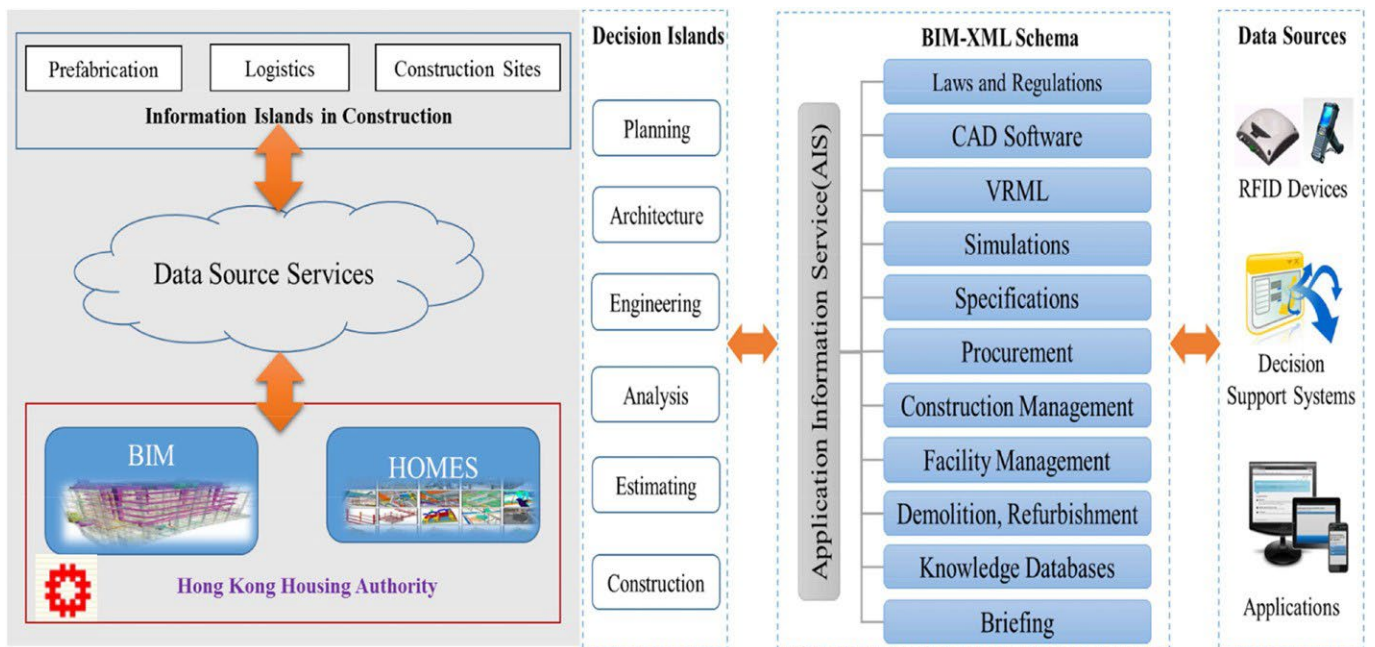 Prefabrication
Logistics
Construction Sites
Information Islands in Construction
Data Source Services
BIM
HOMES
Hong Kong Housing Authority
Decision Islands
Planning
Architecture
Engineering
Analysis
Estimating
Construction
BIM-XML Schema
Application Information Service(AIS)
Laws and Regulations
CAD Software
VRML
Simulations
Specifications
Procurement
Construction Management
Facility Management
Demolition, Refurbishment
Knowledge Databases
Briefing
Data Sources
RFID Devices
Decision
Support Systems
Applications